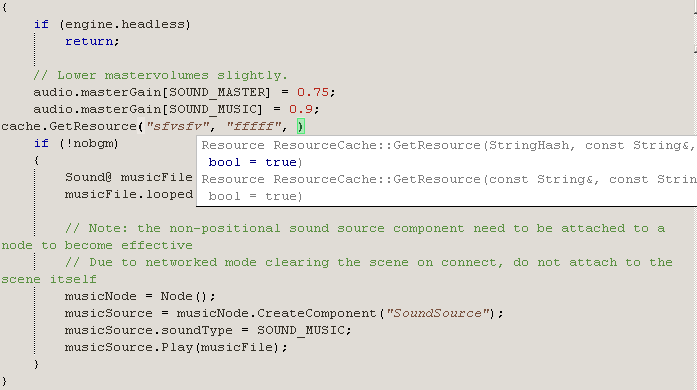 {
if (engine.headless)
return;
// Lower mastervolumes slightly.
audio.masterGain[SOUND_MASTER] = 0.75;
audio.masterGain[SOUND_MUSIC] = 0.9;
cache.GetResource("sfvsfv", "fffff", )
if (!nobgm)
Resource ResourceCache::GetResource(StringHash, const String&,
bool = true)
{
Sound@ musicFile
Resource ResourceCache::GetResource(const String&, const Strin
musicFile.looped
bool = true)
// Note: the non-positional sound source component need to be attached to a
node to become effective
// Due to networked mode clearing the scene on connect, do not attach to the
scene itself
musicNode = Node();
musicSource = musicNode.CreateComponent("SoundSource");
musicSource.soundType = SOUND_MUSIC;
musicSource.Play(musicFile);
}
}